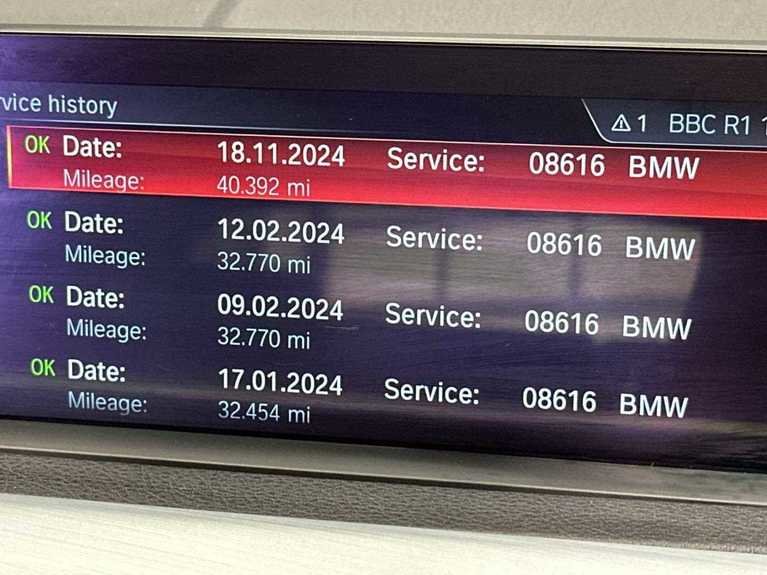 vice history
⚠1 BBC R1 1
OK Date: 18.11.2024 Service: 08616 BMW
Mileage: 40.392 mi
OK Date: 12.02.2024 Service: 08616 BMW
Mileage: 32.770 mi
OK Date: 09.02.2024 Service: 08616 BMW
Mileage: 32.770 mi
OK Date: 17.01.2024 Service: 08616 BMW
Mileage: 32.454 mi